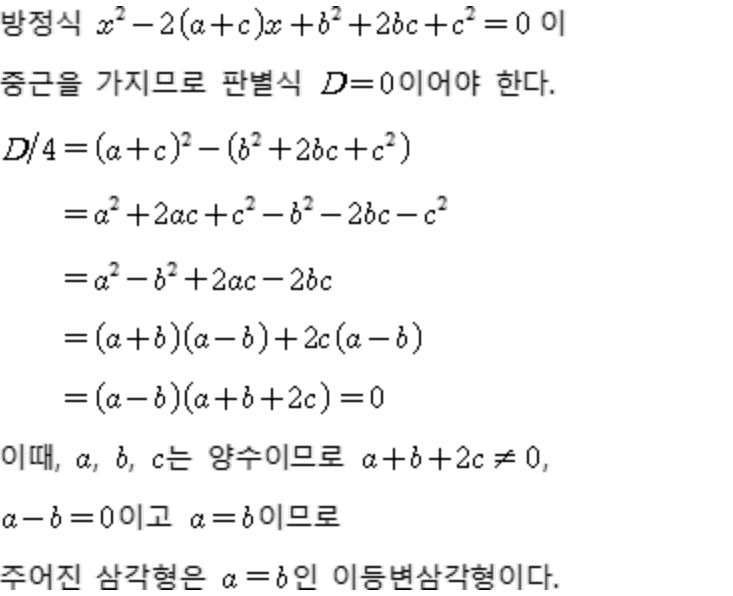 방정식 x² − 2(a+c)x + b² + 2bc + c² = 0 이
중근을 가지므로 판별식 D=0이어야 한다.
D/4 = (a+c)² − (b² + 2bc + c²)
= a² + 2ac + c² − b² − 2bc − c²
= a² − b² + 2ac − 2bc
= (a+b)(a−b) + 2c(a−b)
= (a−b)(a+b+2c) = 0
이때, a, b, c는 양수이므로 a+b+2c ≠ 0,
a−b=0이고 a=b이므로
주어진 삼각형은 a=b인 이등변삼각형이다.